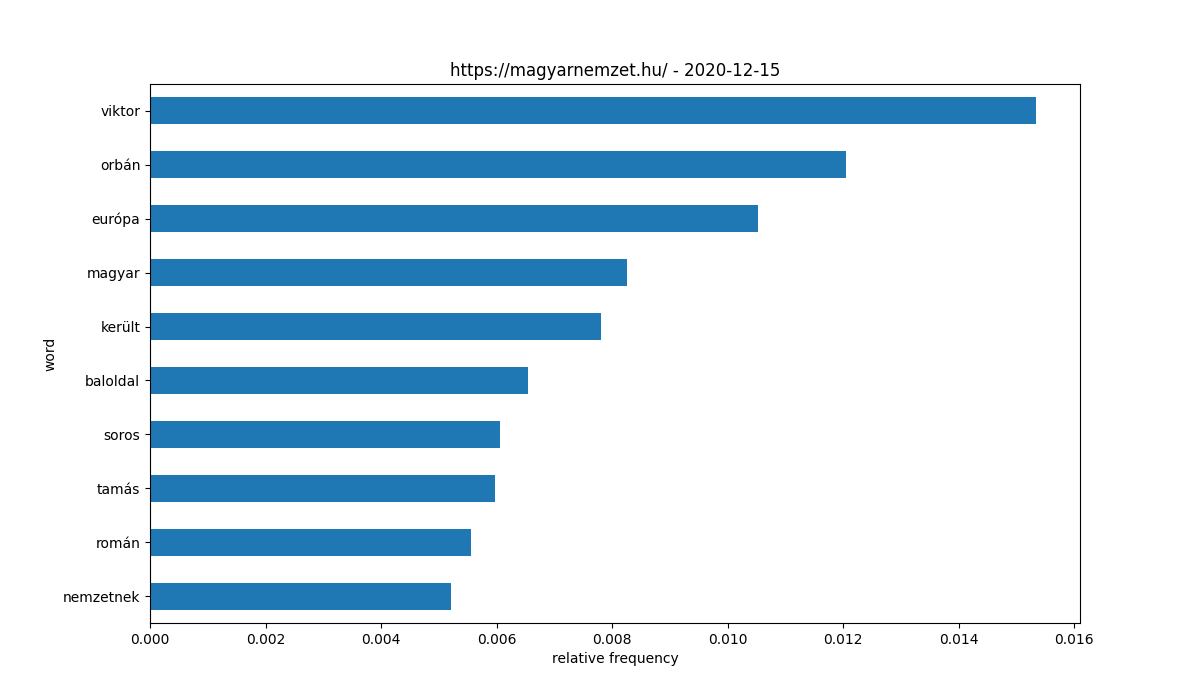 https://magyarnemzet.hu/ - 2020-12-15
viktor
orbán
európa
magyar
került
baloldal
soros
tamás
román
nemzetnek
word
0.000 0.002 0.004 0.006 0.008 0.010 0.012 0.014 0.016
relative frequency